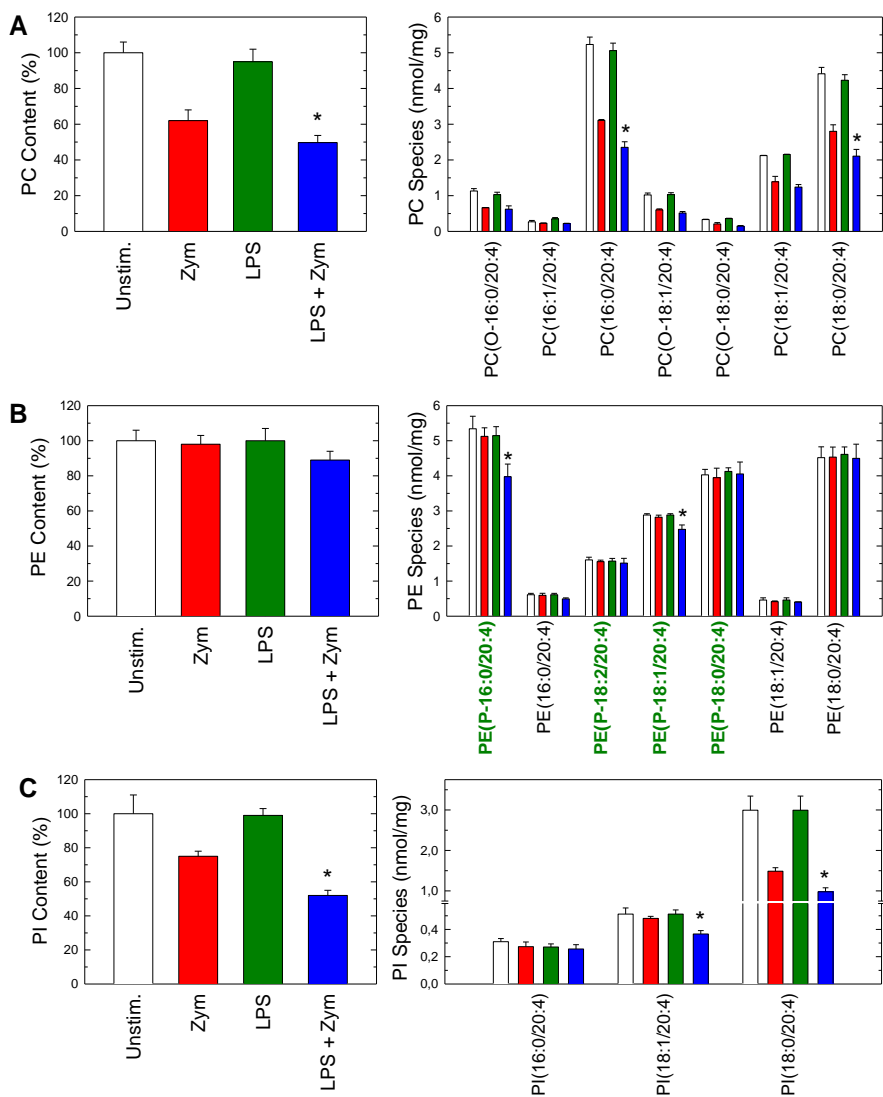 A
PC Content (%)
120
100
80
60
40
20
0
Unstim.
Zym
LPS
LPS + Zym
*
PC Species (nmol/mg)
6
5
4
3
2
1
0
*
*
PC(O-16:0/20:4)
PC(16:1/20:4)
PC(16:0/20:4)
PC(O-18:1/20:4)
PC(O-18:0/20:4)
PC(18:1/20:4)
PC(18:0/20:4)
B
PE Content (%)
120
100
80
60
40
20
0
Unstim.
Zym
LPS
LPS + Zym
PE Species (nmol/mg)
6
5
4
3
2
1
0
*
*
PE(P-16:0/20:4)
PE(16:0/20:4)
PE(P-18:2/20:4)
PE(P-18:1/20:4)
PE(P-18:0/20:4)
PE(18:1/20:4)
PE(18:0/20:4)
C
PI Content (%)
120
100
80
60
40
20
0
Unstim.
Zym
LPS
LPS + Zym
*
PI Species (nmol/mg)
3,0
2,0
1,0
0,4
0,2
0,0
*
*
PI(16:0/20:4)
PI(18:1/20:4)
PI(18:0/20:4)